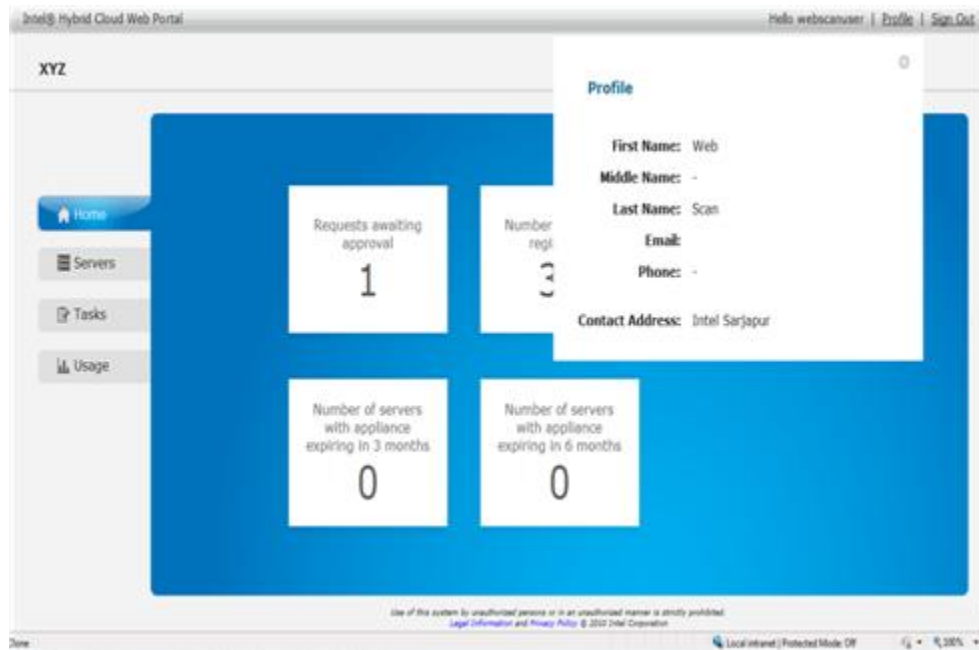 Intel® Hybrid Cloud Web Portal
Hello webscanuser | Profile | Sign Out
XYZ
Profile
First Name: Web
Middle Name: -
Last Name: Scan
Email:
Phone: -
Contact Address: Intel Sarjapur
Home
Servers
Tasks
Usage
Requests awaiting
approval
1
Number
regi
3
Number of servers
with appliance
expiring in 3 months
0
Number of servers
with appliance
expiring in 6 months
0
Use of this system by unauthorized persons or in an unauthorized manner is strictly prohibited.
Legal Information and Privacy Policy © 2010 Intel Corporation
Done
Local intranet | Protected Mode: Off
100%